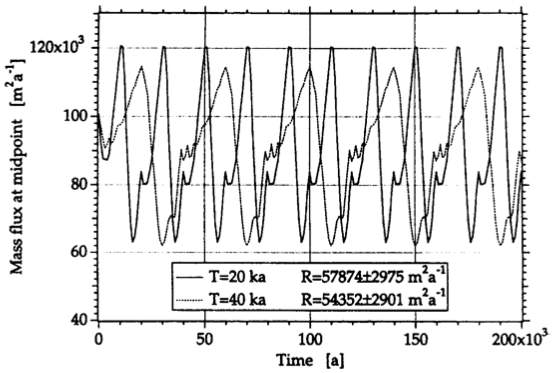 Mass flux at midpoint [m²a⁻¹]
120x10³
100
80
60
40
T=20 ka R=57874±2975 m²a⁻¹
T=40 ka R=54352±2901 m²a⁻¹
0 50 100 150 200x10³
Time [a]